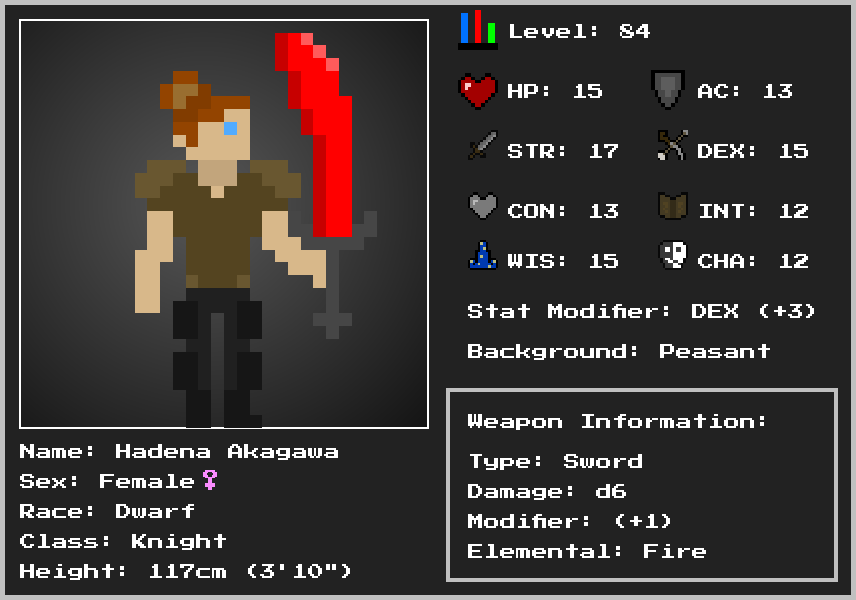 Level: 84
HP: 15
AC: 13
STR: 17
DEX: 15
CON: 13
INT: 12
WIS: 15
CHA: 12
Stat Modifier: DEX (+3)
Background: Peasant
Weapon Information:
Type: Sword
Damage: d6
Modifier: (+1)
Elemental: Fire
Name: Hadena Akagawa
Sex: Female♀
Race: Dwarf
Class: Knight
Height: 117cm (3'10")